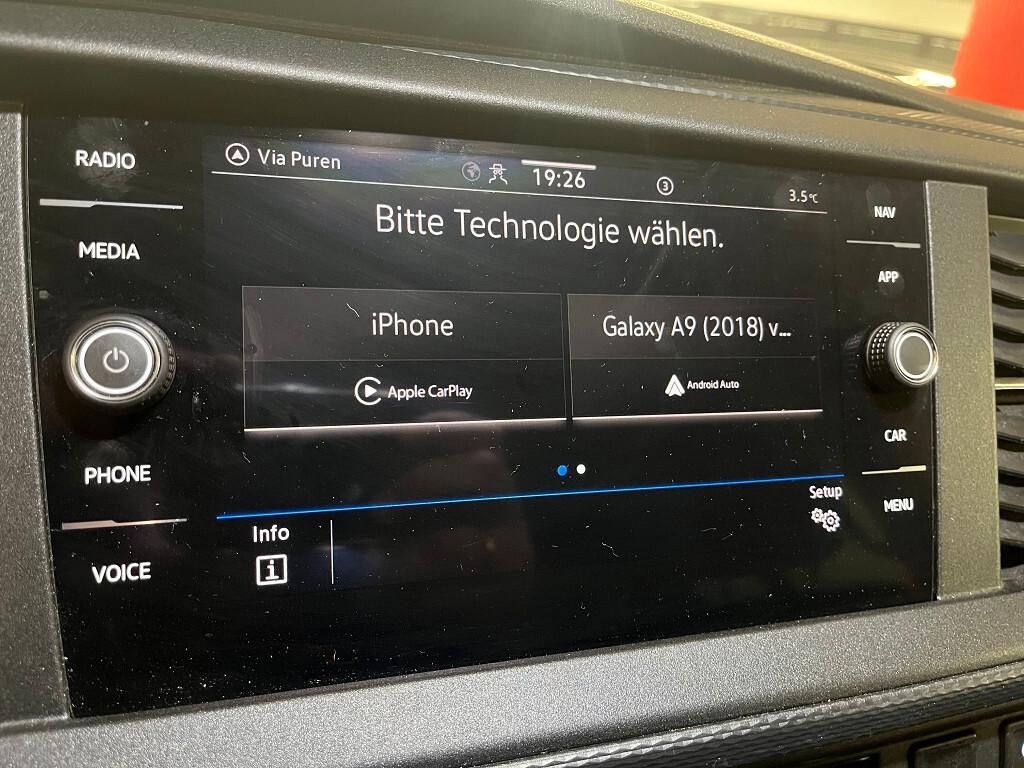 RADIO
MEDIA
PHONE
VOICE
Via Puren
19:26
3
3.5°C
Bitte Technologie wählen.
iPhone
Apple CarPlay
Galaxy A9 (2018) v...
Android Auto
Info
i
Setup
NAV
APP
CAR
MENU